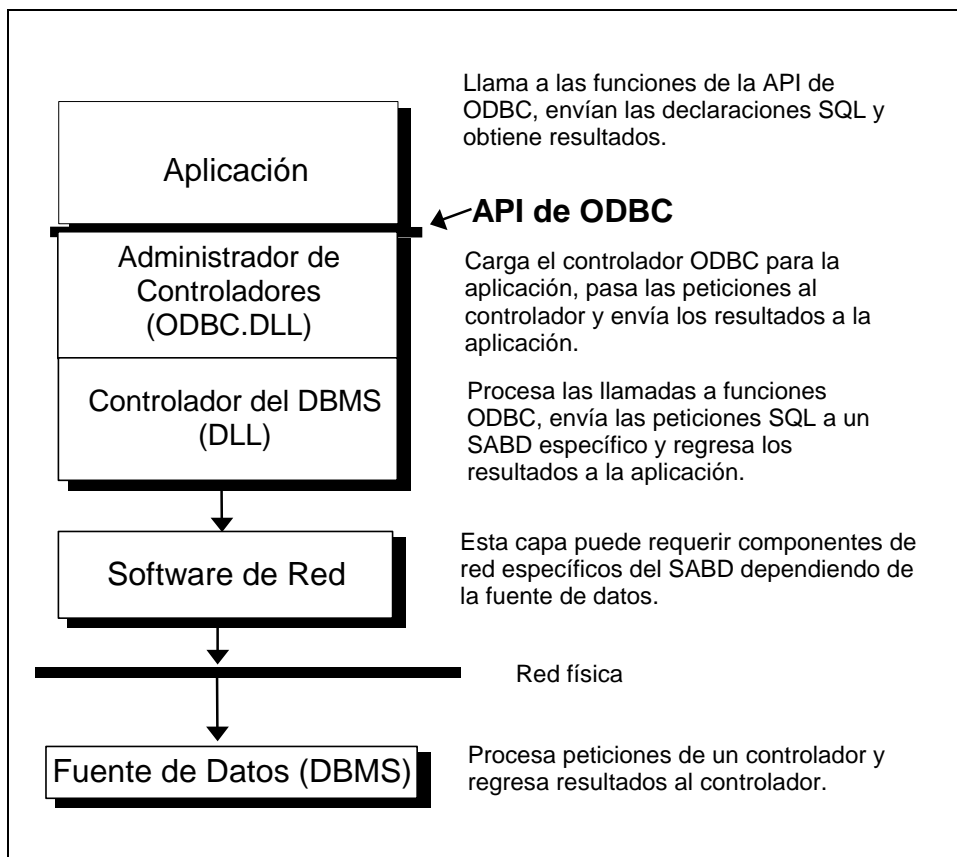 Llama a las funciones de la API de
ODBC, envían las declaraciones SQL y
obtiene resultados.
Aplicación
API de ODBC
Administrador de
Controladores
(ODBC.DLL)
Carga el controlador ODBC para la
aplicación, pasa las peticiones al
controlador y envía los resultados a la
aplicación.
Controlador del DBMS
(DLL)
Procesa las llamadas a funciones
ODBC, envía las peticiones SQL a un
SABD específico y regresa los
resultados a la aplicación.
Software de Red
Esta capa puede requerir componentes de
red específicos del SABD dependiendo de
la fuente de datos.
Red física
Fuente de Datos (DBMS)
Procesa peticiones de un controlador y
regresa resultados al controlador.